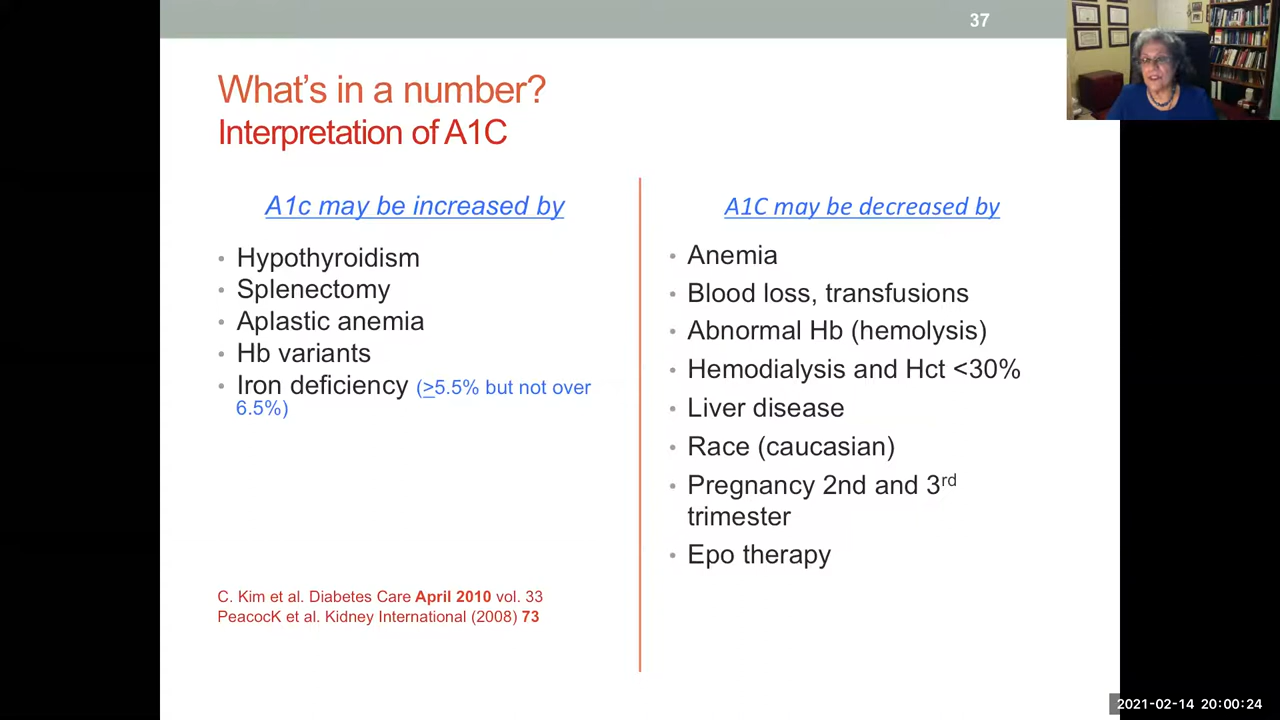 37
What's in a number?
Interpretation of A1C
A1c may be increased by
• Hypothyroidism
• Splenectomy
• Aplastic anemia
• Hb variants
• Iron deficiency (≥5.5% but not over
6.5%)
C. Kim et al. Diabetes Care April 2010 vol. 33
PeacocK et al. Kidney International (2008) 73
A1C may be decreased by
• Anemia
• Blood loss, transfusions
• Abnormal Hb (hemolysis)
• Hemodialysis and Hct <30%
• Liver disease
• Race (caucasian)
• Pregnancy 2nd and 3rd
trimester
• Epo therapy
2021-02-14 20:00:24